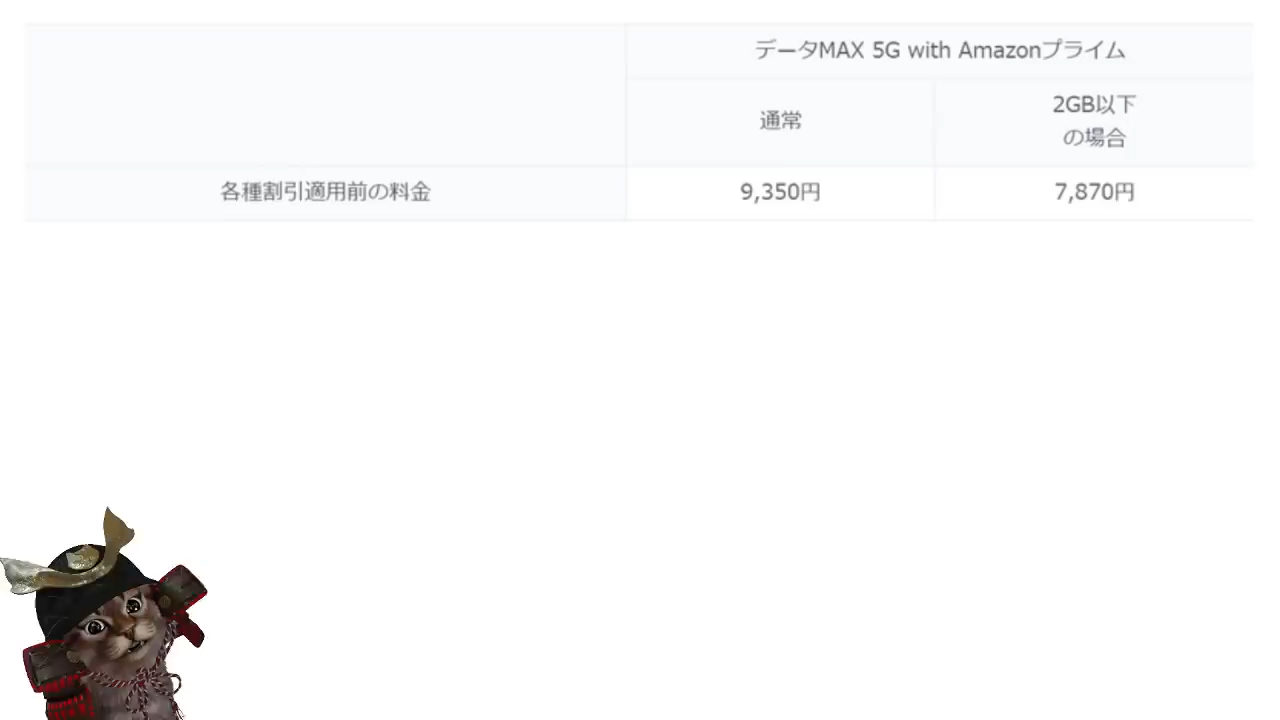 データMAX 5G with Amazonプライム
通常
2GB以下
の場合
各種割引適用前の料金
9,350円
7,870円